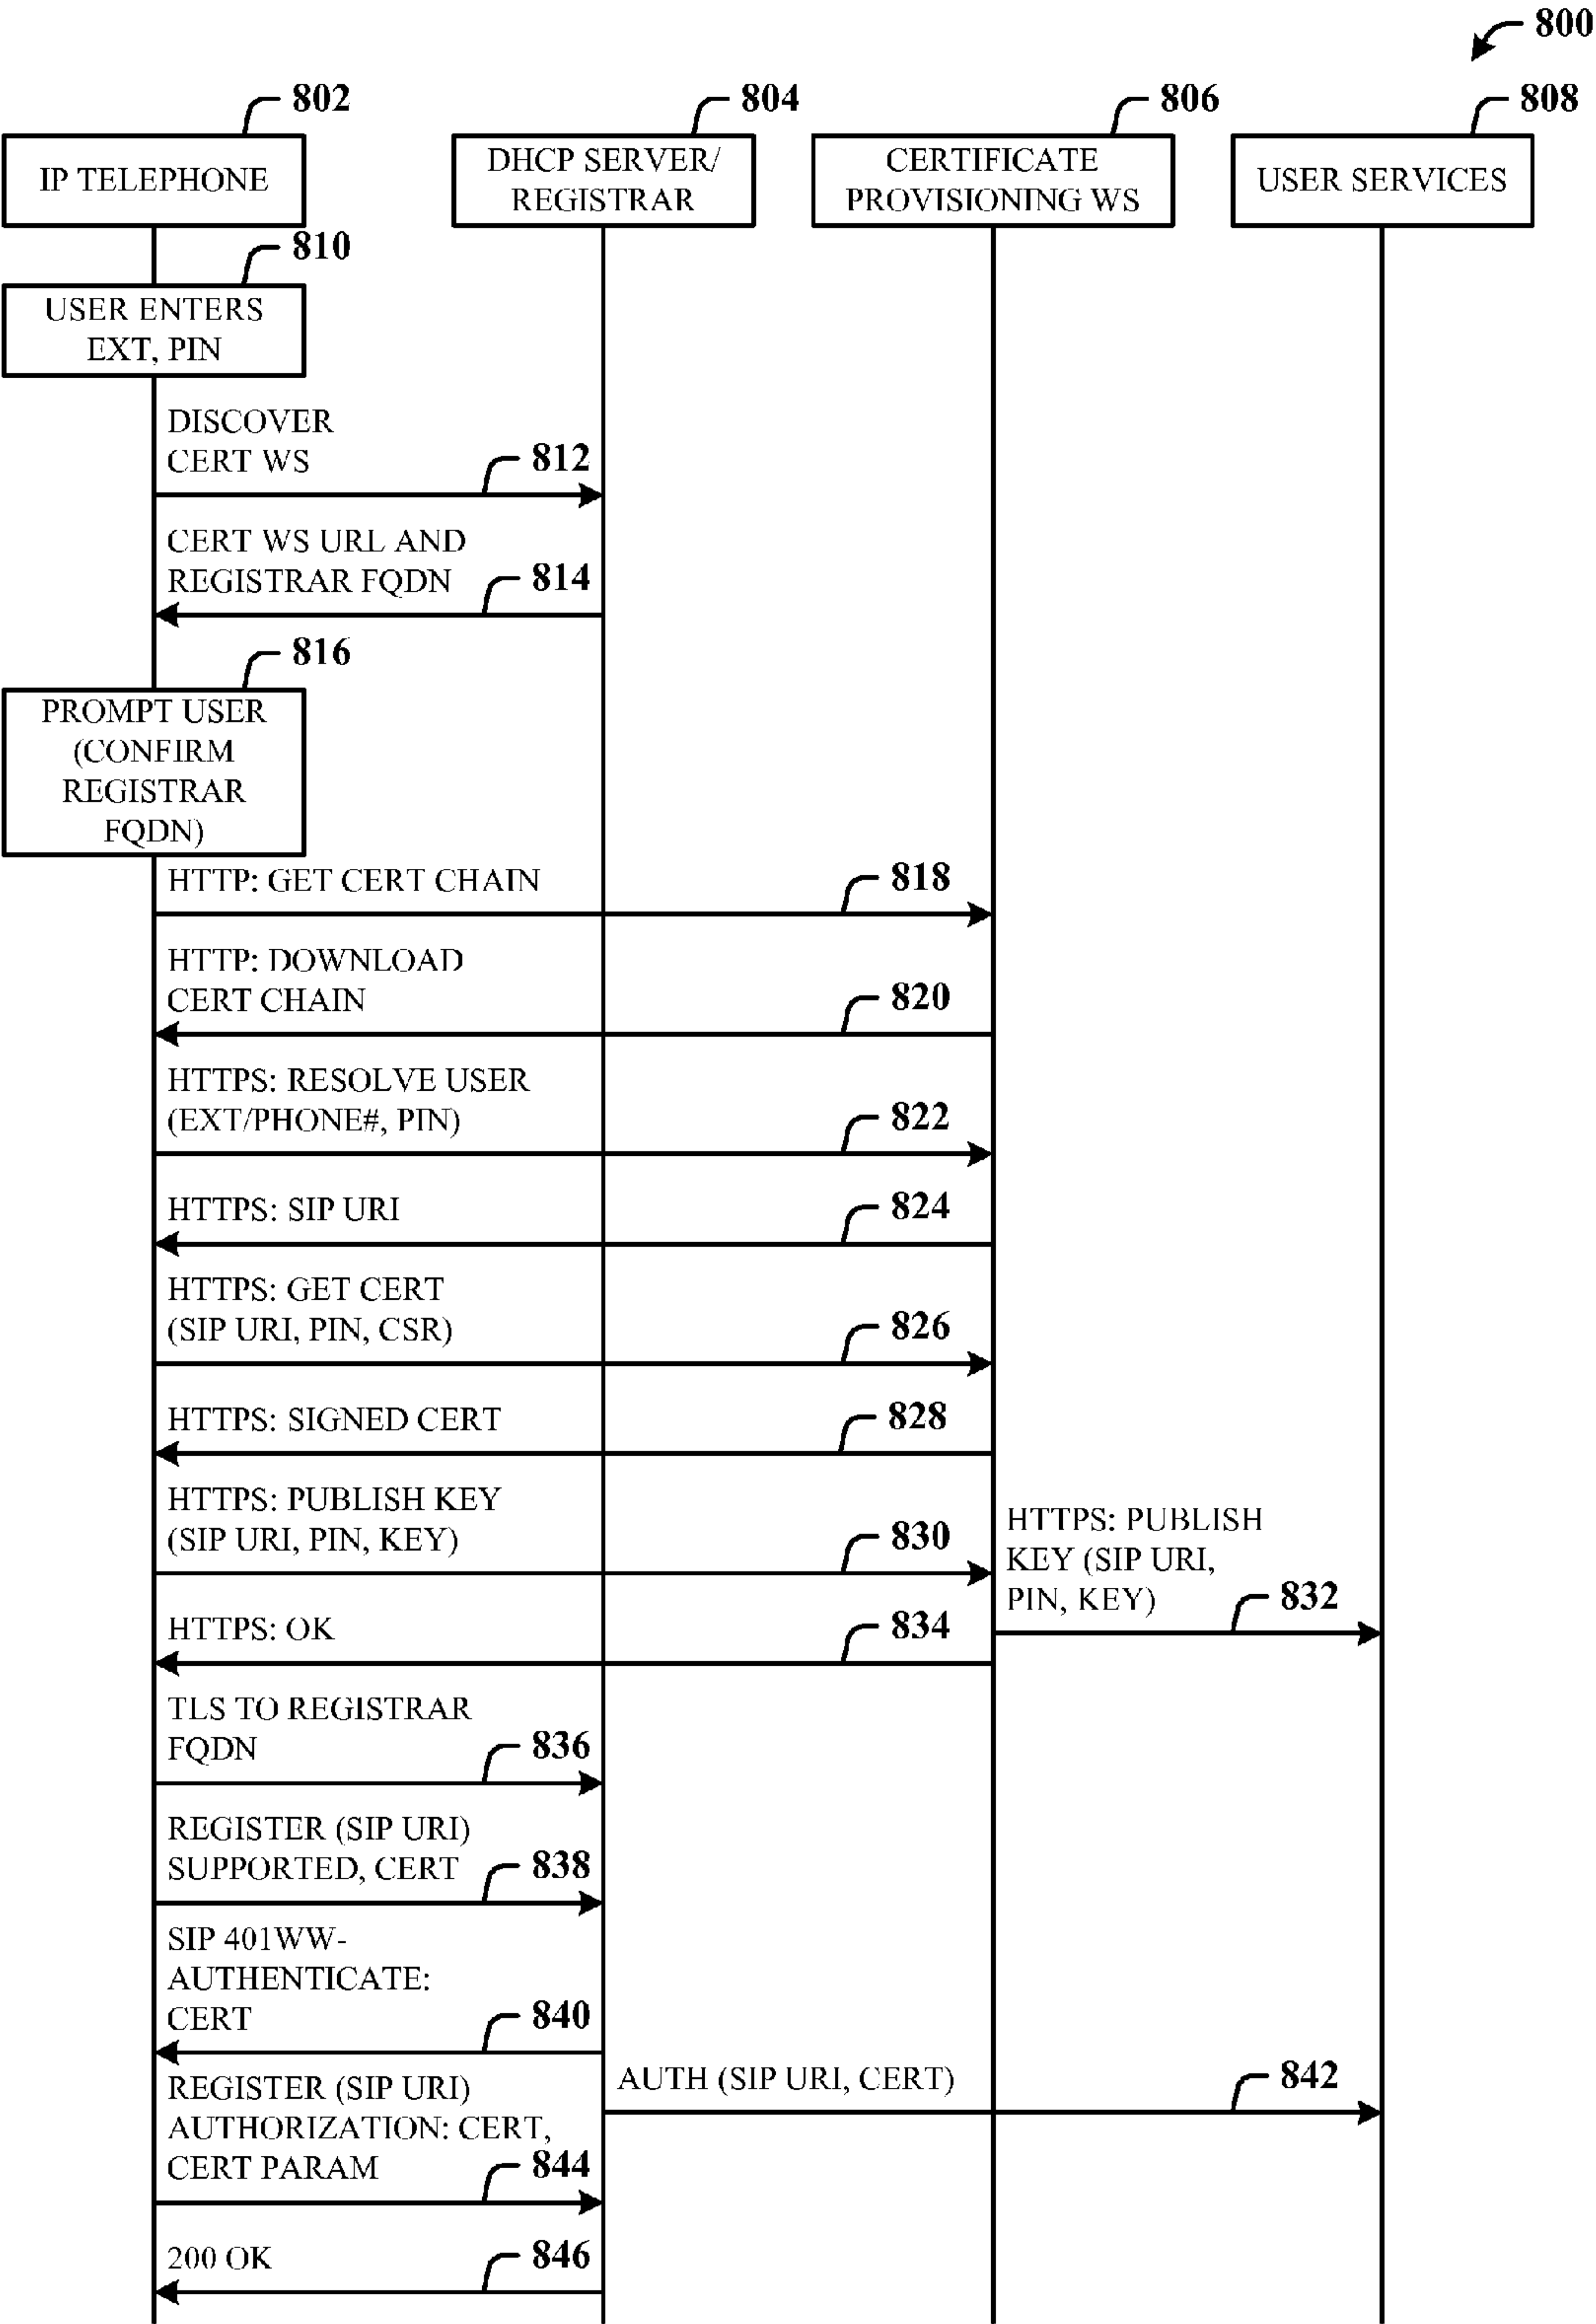 800
802
804
806
808
IP TELEPHONE
DHCP SERVER/
REGISTRAR
CERTIFICATE
PROVISIONING WS
USER SERVICES
810
USER ENTERS
EXT, PIN
DISCOVER
CERT WS
812
CERT WS URL AND
REGISTRAR FQDN
814
816
PROMPT USER
(CONFIRM
REGISTRAR
FQDN)
HTTP: GET CERT CHAIN
818
HTTP: DOWNLOAD
CERT CHAIN
820
HTTPS: RESOLVE USER
(EXT/PHONE#, PIN)
822
HTTPS: SIP URI
824
HTTPS: GET CERT
(SIP URI, PIN, CSR)
826
HTTPS: SIGNED CERT
828
HTTPS: PUBLISH KEY
(SIP URI, PIN, KEY)
830
HTTPS: PUBLISH
KEY (SIP URI,
PIN, KEY)
832
HTTPS: OK
834
TLS TO REGISTRAR
FQDN
836
REGISTER (SIP URI)
SUPPORTED, CERT
838
SIP 401WW-
AUTHENTICATE:
CERT
840
AUTH (SIP URI, CERT)
842
REGISTER (SIP URI)
AUTHORIZATION: CERT,
CERT PARAM
844
200 OK
846